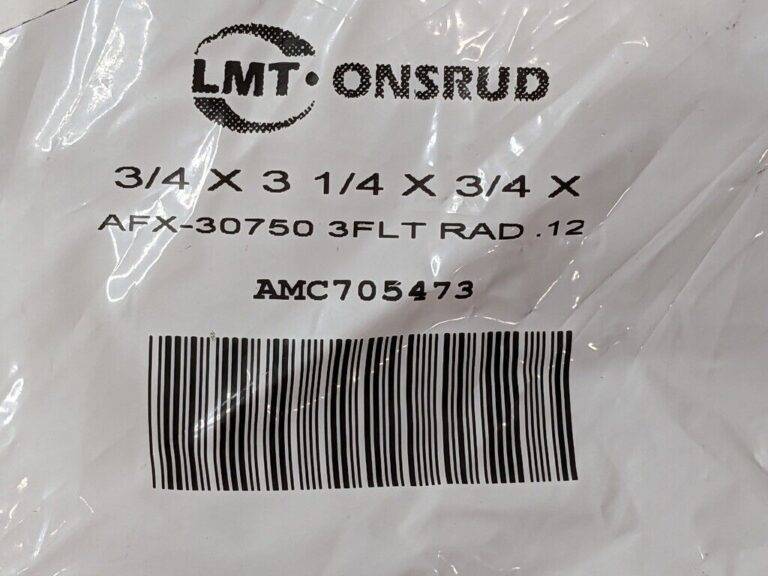 LMT• ONSRUD
3/4 X 3 1/4 X 3/4 X
AFX-30750 3FLT RAD .12
AMC705473